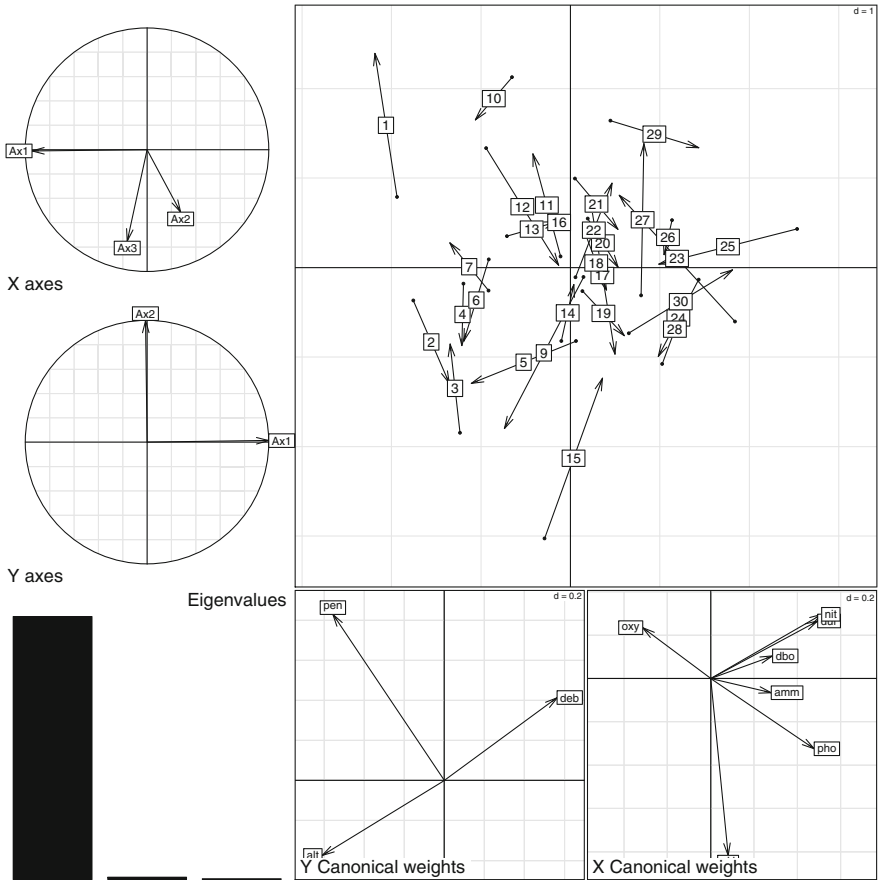 d = 1
Ax1
Ax2
Ax3
X axes
Ax2
Ax1
Y axes
10
1
29
12
11
21
16
13
27
22
26
20
25
23
7
18
17
6
4
14
19
30
24
28
2
9
5
3
15
Eigenvalues
d = 0.2
pen
deb
alt
Y Canonical weights
d = 0.2
oxy
nit
dbo
amm
pho
X Canonical weights